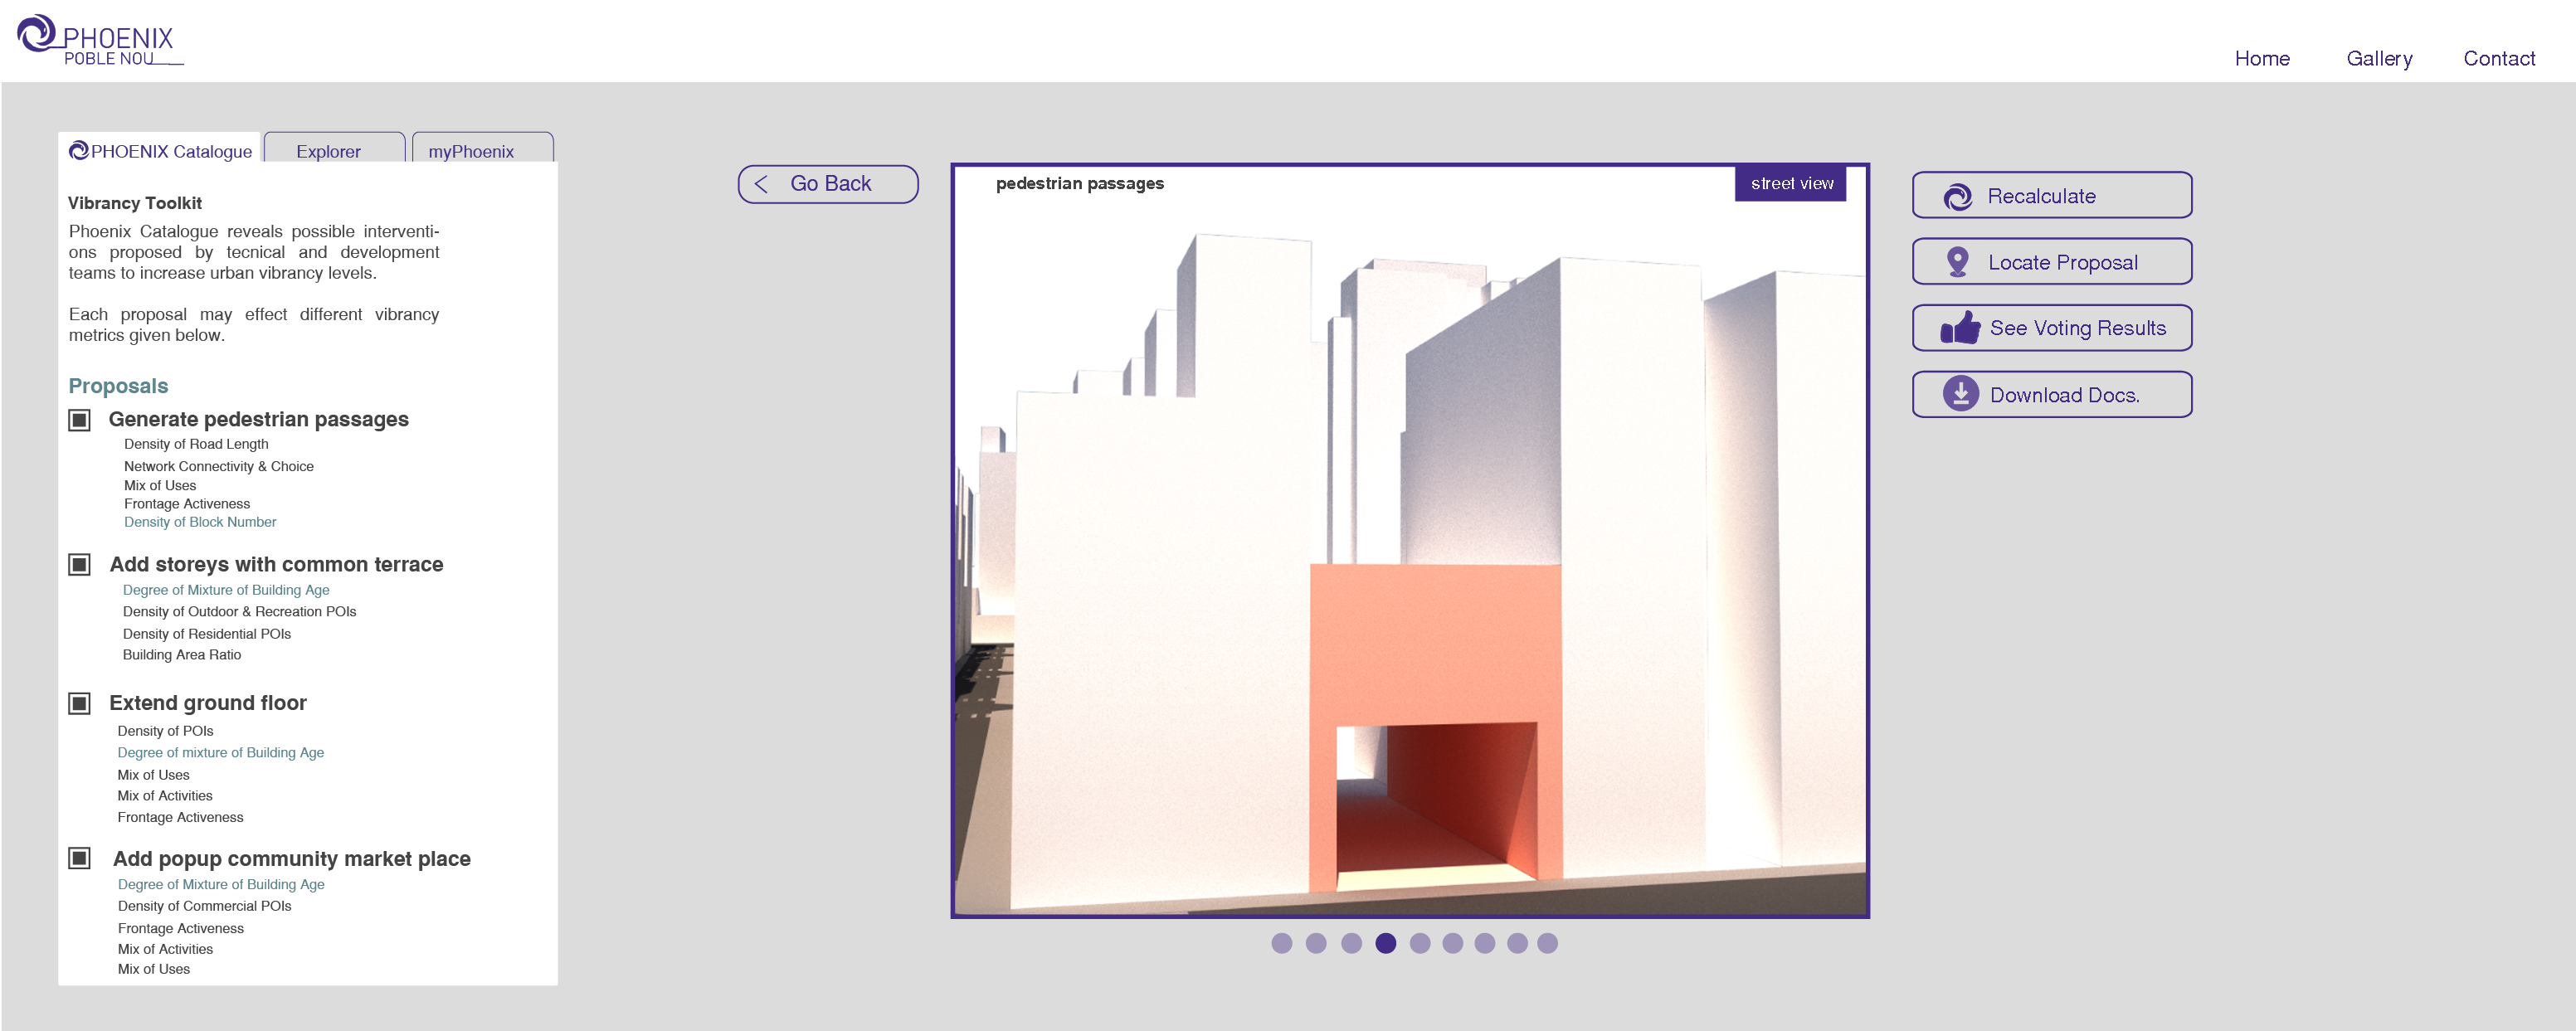 PHOENIX
POBLE NOU
Home
Gallery
Contact
PHOENIX Catalogue
Explorer
myPhoenix
Vibrancy Toolkit
Phoenix Catalogue reveals possible interventi-
ons proposed by tecnical and development
teams to increase urban vibrancy levels.
Each proposal may effect different vibrancy
metrics given below.
Proposals
Generate pedestrian passages
Density of Road Length
Network Connectivity & Choice
Mix of Uses
Frontage Activeness
Density of Block Number
Add storeys with common terrace
Degree of Mixture of Building Age
Density of Outdoor & Recreation POIs
Density of Residential POIs
Building Area Ratio
Extend ground floor
Density of POIs
Degree of mixture of Building Age
Mix of Uses
Mix of Activities
Frontage Activeness
Add popup community market place
Degree of Mixture of Building Age
Density of Commercial POIs
Frontage Activeness
Mix of Activities
Mix of Uses
Go Back
pedestrian passages
street view
Recalculate
Locate Proposal
See Voting Results
Download Docs.